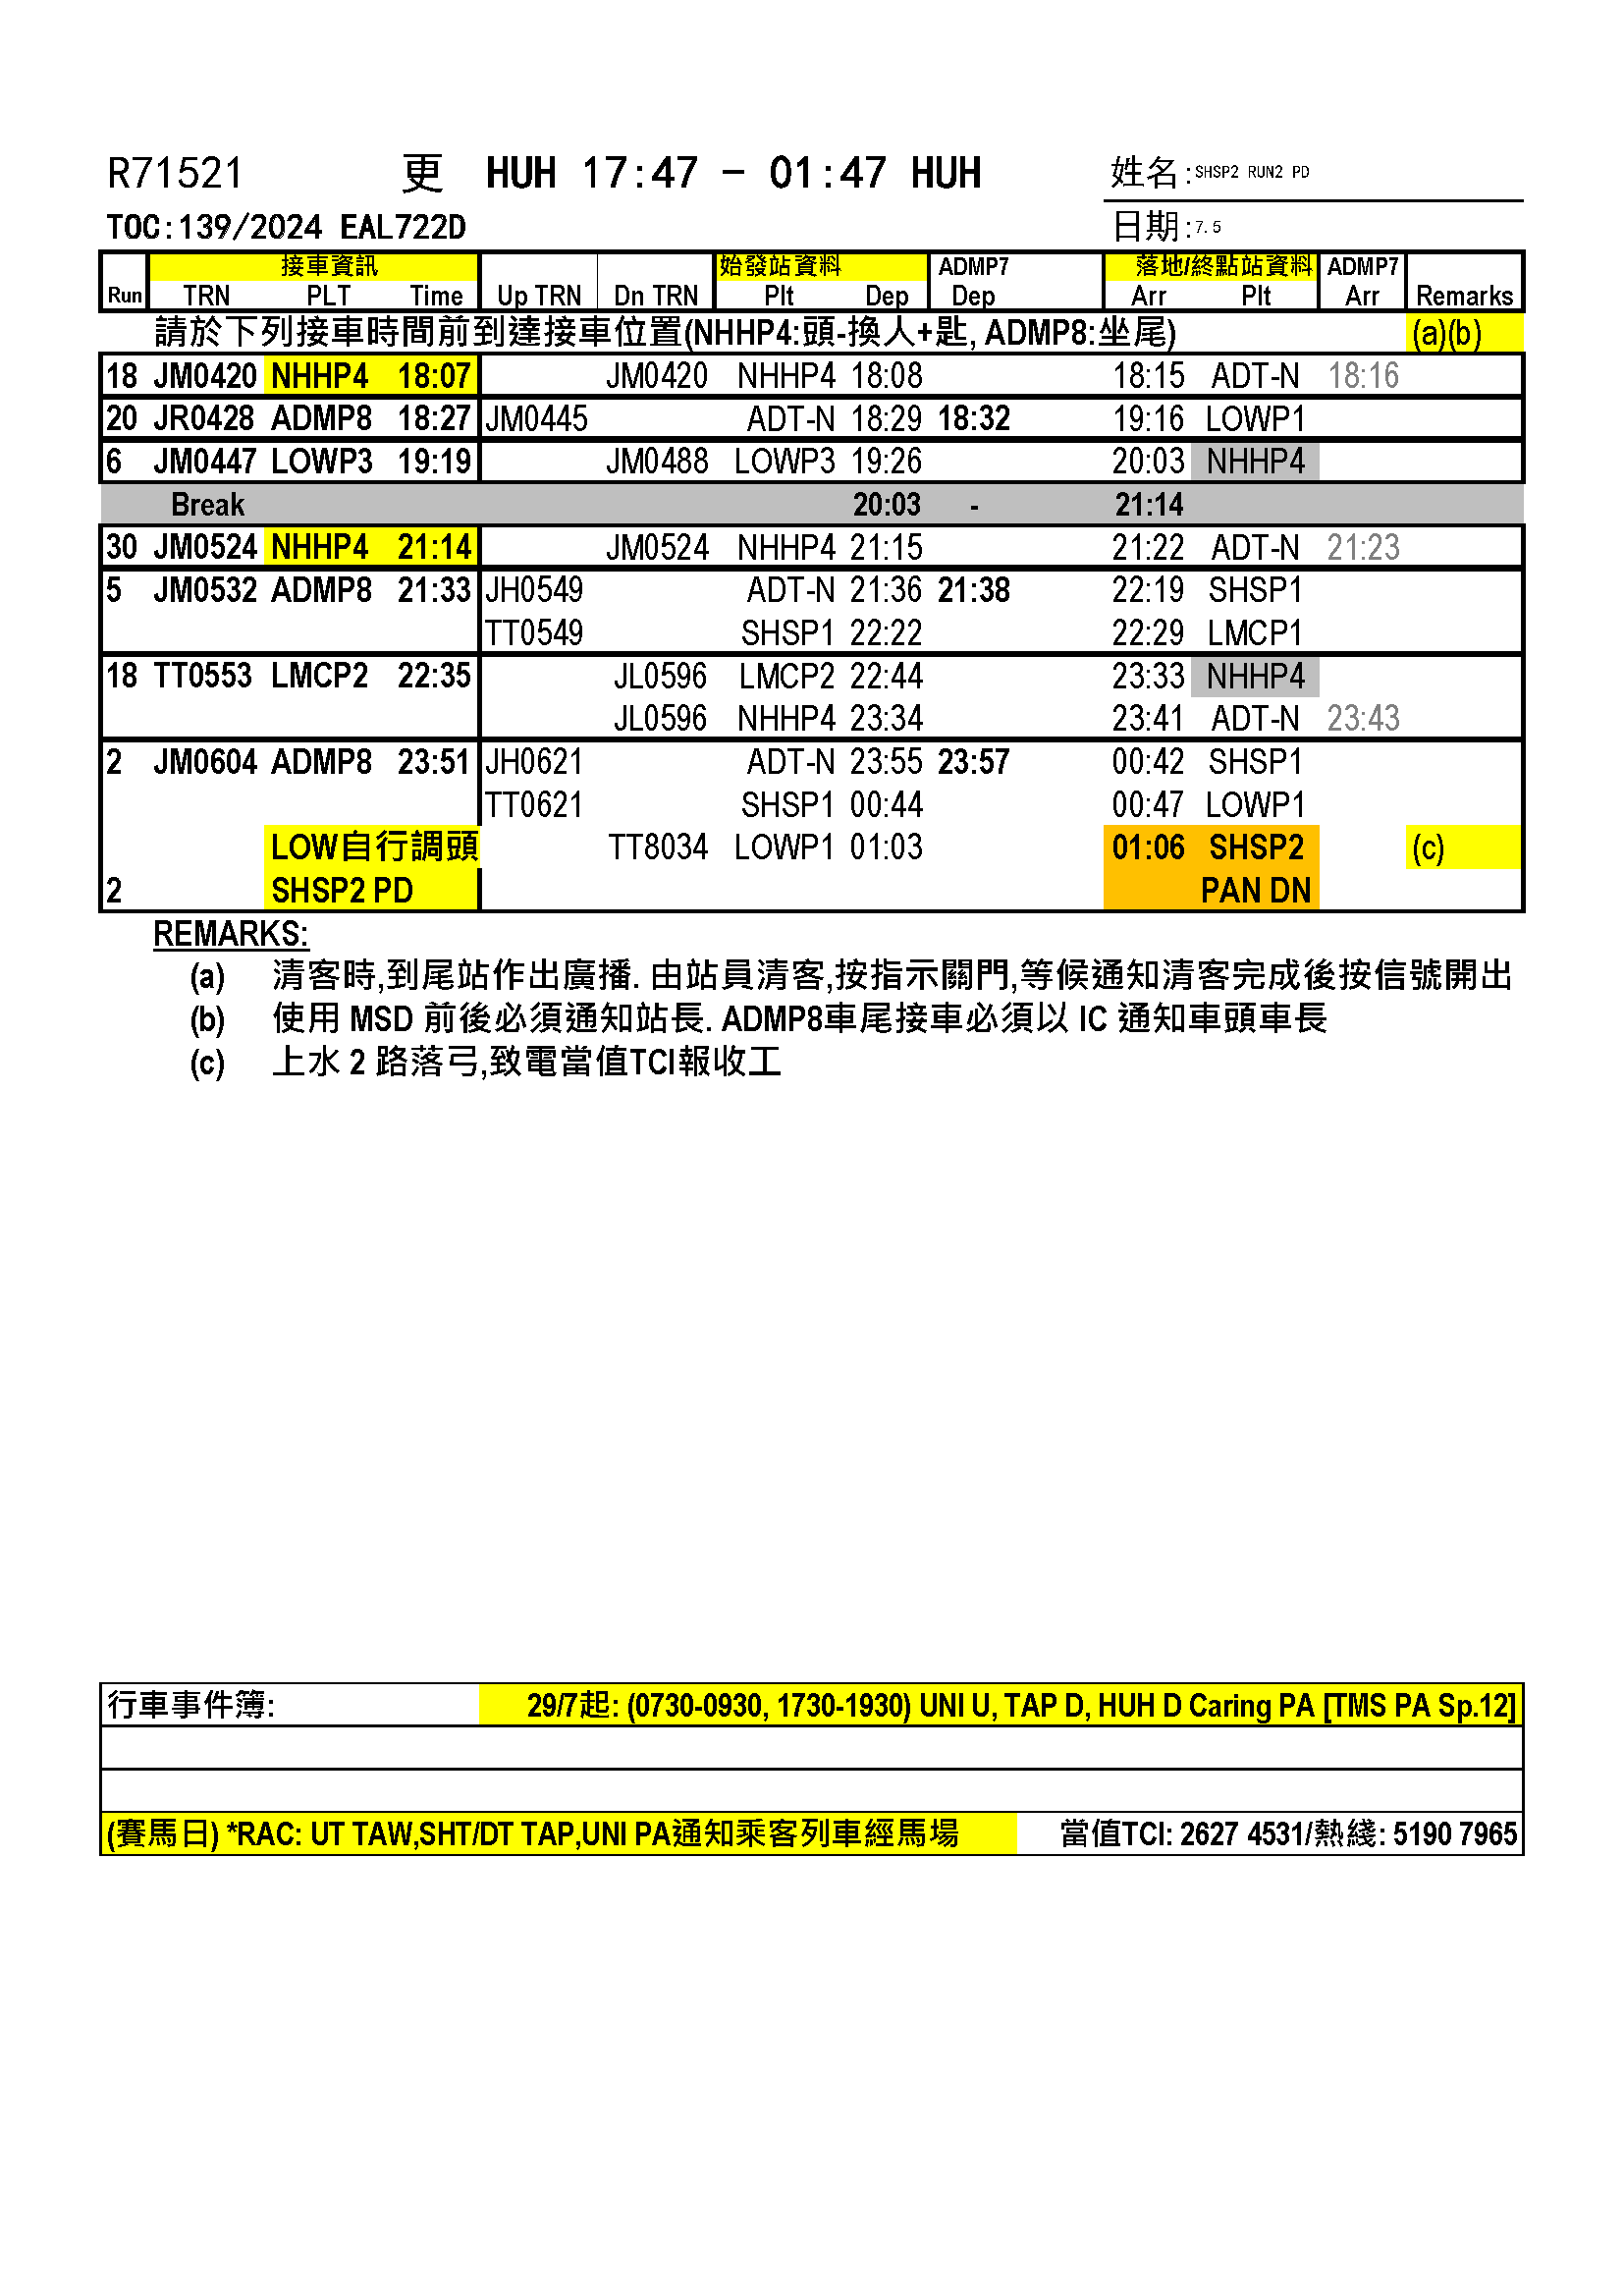 R71521 更 HUH 17:47 - 01:47 HUH 姓名:SHSP2 RUN2 PD
TOC:139/2024 EAL722D 日期:7.5
接車資訊 始發站資料 ADMP7 落地/終點站資料 ADMP7
Run TRN PLT Time Up TRN Dn TRN Plt Dep Dep Arr Plt Arr Remarks
請於下列接車時間前到達接車位置(NHHP4:頭-換人+匙, ADMP8:坐尾) (a)(b)
18 JM0420 NHHP4 18:07 JM0420 NHHP4 18:08 18:15 ADT-N 18:16
20 JR0428 ADMP8 18:27 JM0445 ADT-N 18:29 18:32 19:16 LOWP1
6 JM0447 LOWP3 19:19 JM0488 LOWP3 19:26 20:03 NHHP4
Break 20:03 - 21:14
30 JM0524 NHHP4 21:14 JM0524 NHHP4 21:15 21:22 ADT-N 21:23
5 JM0532 ADMP8 21:33 JH0549 ADT-N 21:36 21:38 22:19 SHSP1
TT0549 SHSP1 22:22 22:29 LMCP1
18 TT0553 LMCP2 22:35 JL0596 LMCP2 22:44 23:33 NHHP4
JL0596 NHHP4 23:34 23:41 ADT-N 23:43
2 JM0604 ADMP8 23:51 JH0621 ADT-N 23:55 23:57 00:42 SHSP1
TT0621 SHSP1 00:44 00:47 LOWP1
LOW自行調頭 TT8034 LOWP1 01:03 01:06 SHSP2 (c)
2 SHSP2 PD PAN DN
REMARKS:
(a) 清客時,到尾站作出廣播. 由站員清客,按指示關門,等候通知清客完成後按信號開出
(b) 使用 MSD 前後必須通知站長. ADMP8車尾接車必須以 IC 通知車頭車長
(c) 上水 2 路落弓,致電當值TCI報收工
行車事件簿: 29/7起: (0730-0930, 1730-1930) UNI U, TAP D, HUH D Caring PA [TMS PA Sp.12]
(賽馬日) *RAC: UT TAW,SHT/DT TAP,UNI PA通知乘客列車經馬場 當值TCI: 2627 4531/熱綫: 5190 7965